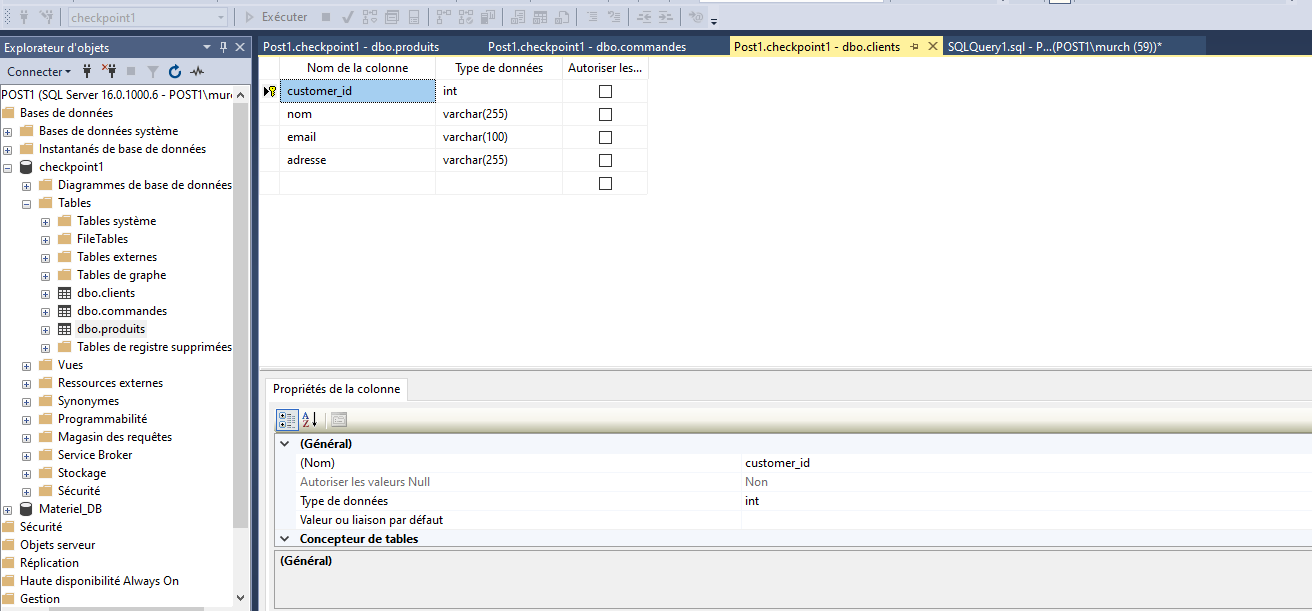 checkpoint1
Exécuter
Explorateur d'objets
Connecter
POST1 (SQL Server 16.0.1000.6 - POST1\mur
Bases de données
Bases de données système
Instantanés de base de données
checkpoint1
Diagrammes de base de données
Tables
Tables système
FileTables
Tables externes
Tables de graphe
dbo.clients
dbo.commandes
dbo.produits
Tables de registre supprimées
Vues
Ressources externes
Synonymes
Programmabilité
Magasin des requêtes
Service Broker
Stockage
Sécurité
Materiel_DB
Sécurité
Objets serveur
Réplication
Haute disponibilité Always On
Gestion
Post1.checkpoint1 - dbo.produits
Post1.checkpoint1 - dbo.commandes
Post1.checkpoint1 - dbo.clients
SQLQuery1.sql - P...(POST1\murch (59))*
Nom de la colonne Type de données Autoriser les...
customer_id int
nom varchar(255)
email varchar(100)
adresse varchar(255)
Propriétés de la colonne
(Général)
(Nom) customer_id
Autoriser les valeurs Null Non
Type de données int
Valeur ou liaison par défaut
Concepteur de tables
(Général)